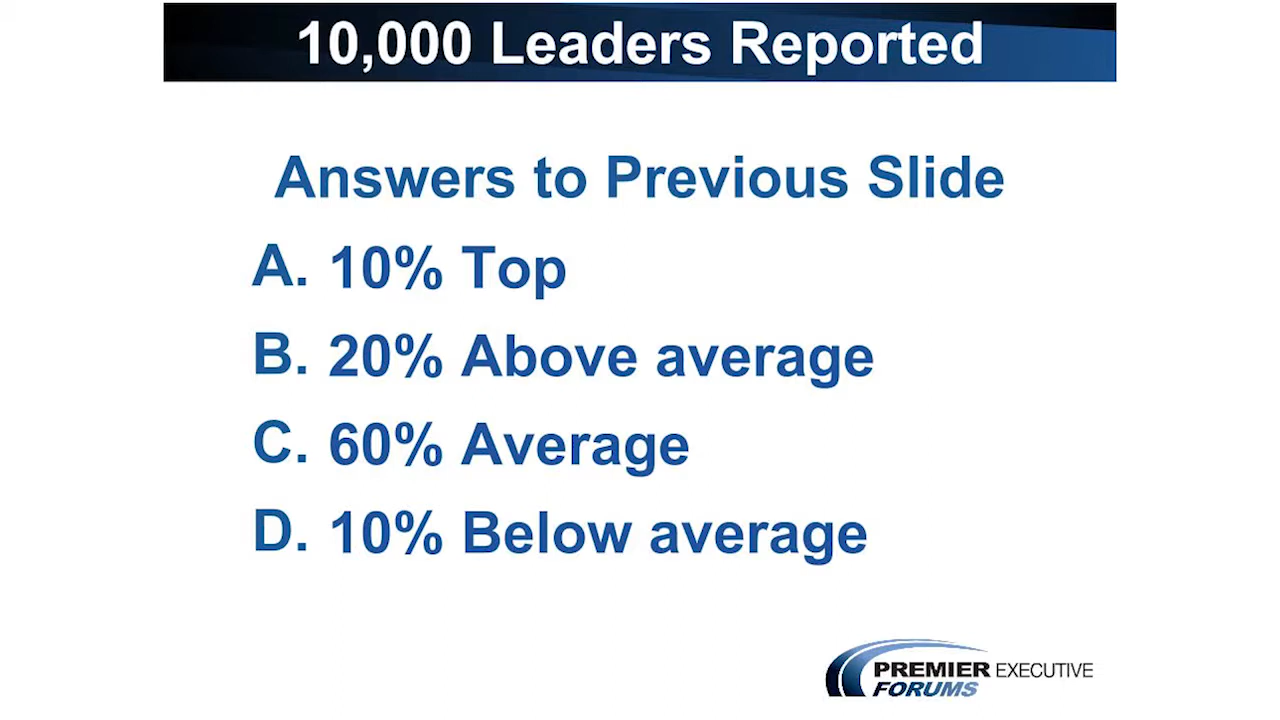 10,000 Leaders Reported
Answers to Previous Slide
A. 10% Top
B. 20% Above average
C. 60% Average
D. 10% Below average
PREMIER EXECUTIVE
FORUMS